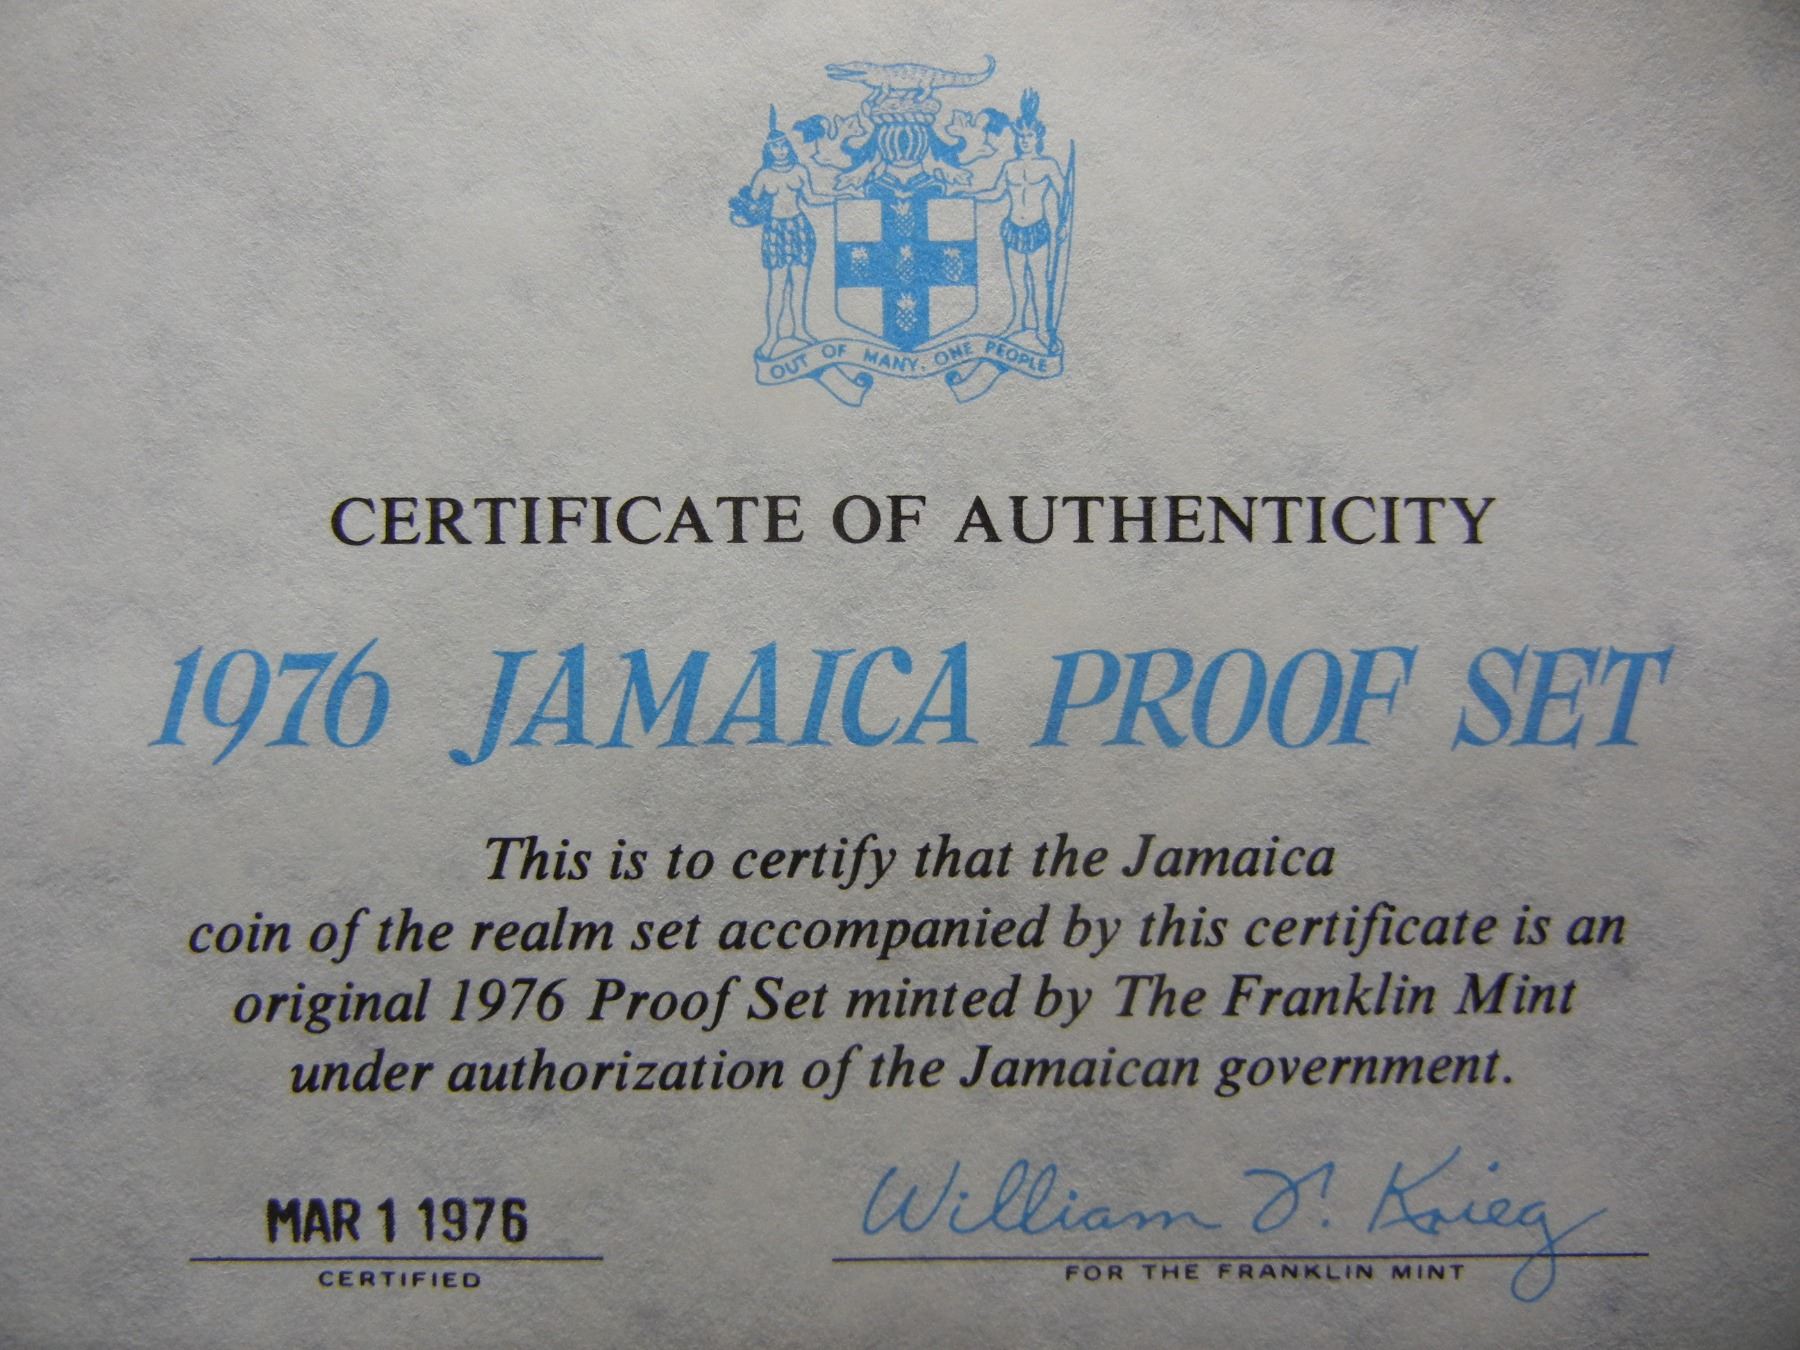 OUT OF MANY, ONE PEOPLE
CERTIFICATE OF AUTHENTICITY
1976 JAMAICA PROOF SET
This is to certify that the Jamaica
coin of the realm set accompanied by this certificate is an
original 1976 Proof Set minted by The Franklin Mint
under authorization of the Jamaican government.
MAR 1 1976
CERTIFIED
William Krieg
FOR THE FRANKLIN MINT